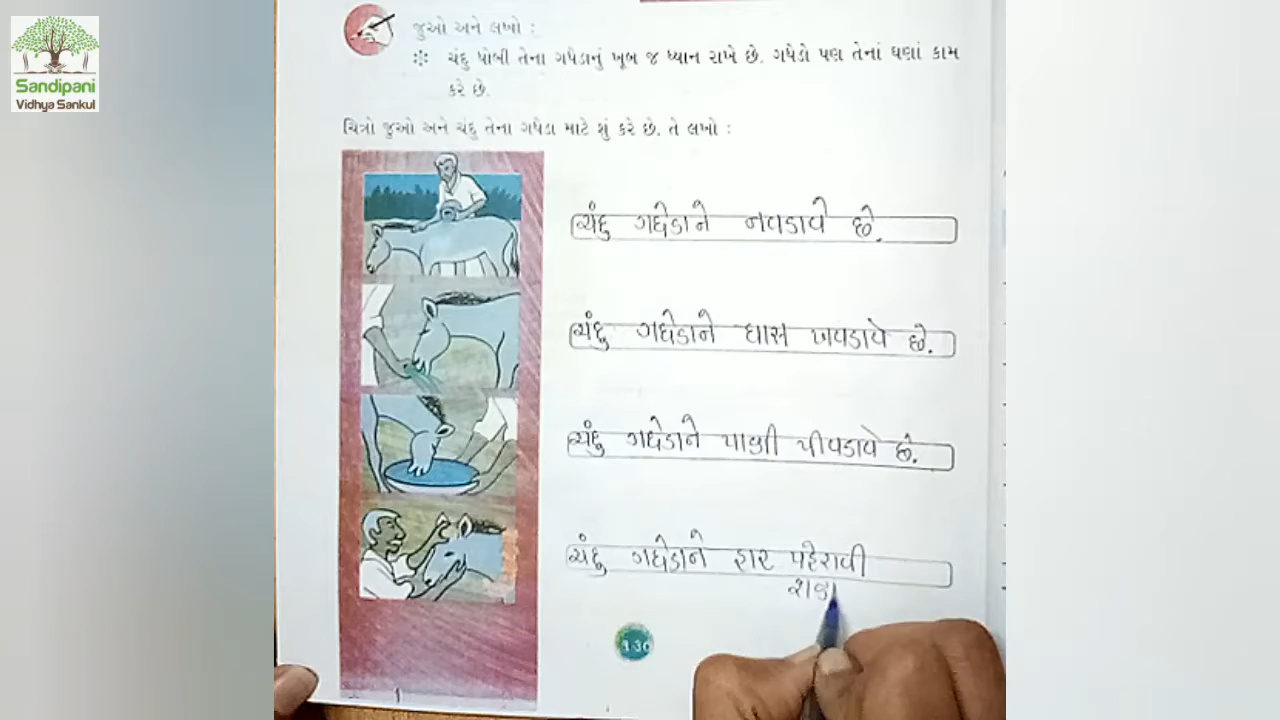 Sandipani
Vidhya Sankul
જુઓ અને લખો :
ચંદુ ધોબી તેના ગધેડાનું ખૂબ જ ધ્યાન રાખે છે. ગધેડો પણ તેનાં ઘણાં કામ
કરે છે.
ચિત્રો જુઓ અને ચંદુ તેના ગધેડા માટે શું કરે છે. તે લખો :
ચંદુ ગધેડાને નવડાવે છે.
ચંદુ ગધેડાને ઘાસ ખવડાવે છે.
ચંદુ ગધેડાને પાણી પીવડાવે છે.
ચંદુ ગધેડાને હાર પહેરાવી
130